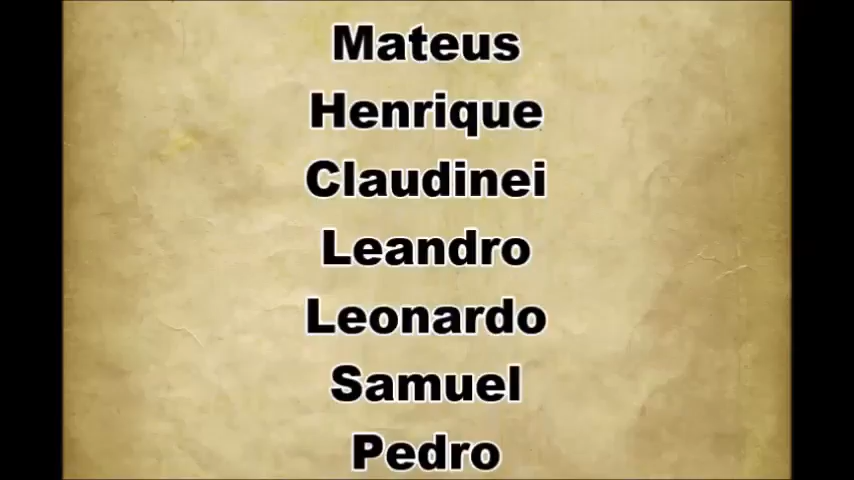 Mateus
Henrique
Claudinei
Leandro
Leonardo
Samuel
Pedro